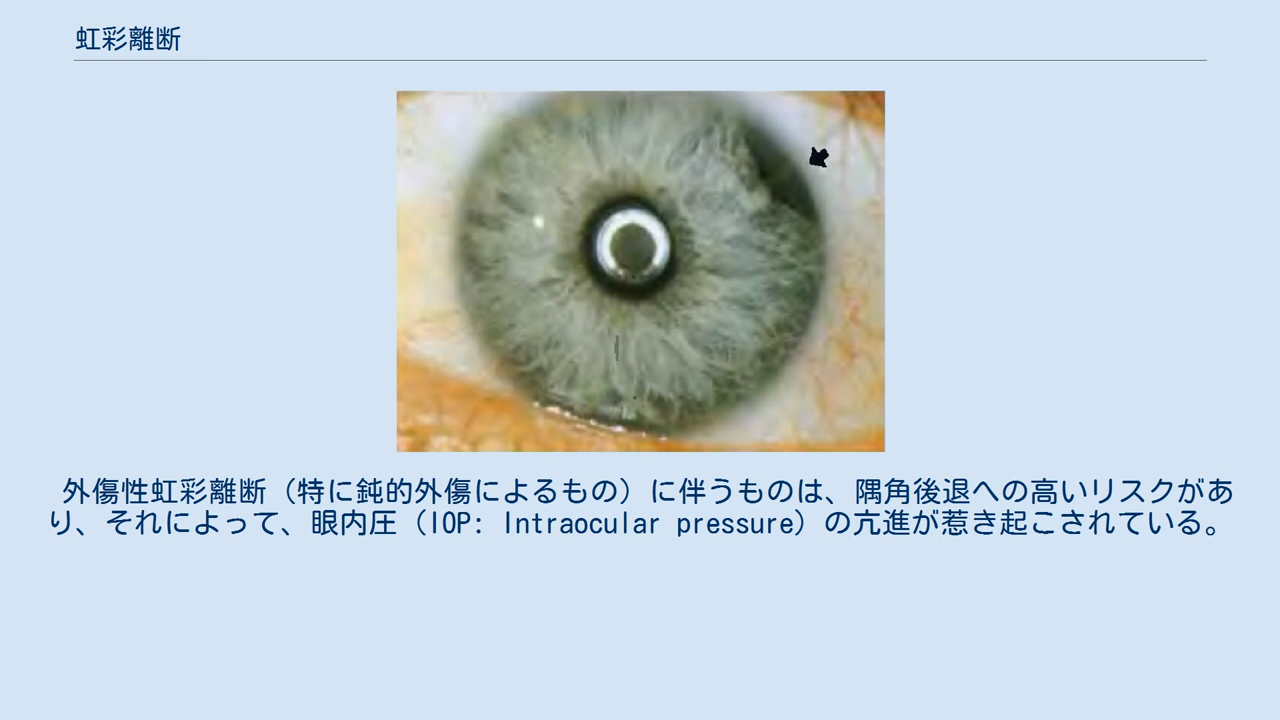 虹彩離断
外傷性虹彩離断（特に鈍的外傷によるもの）に伴うものは、隅角後退への高いリスクがあ
り、それによって、眼内圧（IOP: Intraocular pressure）の亢進が惹き起こされている。